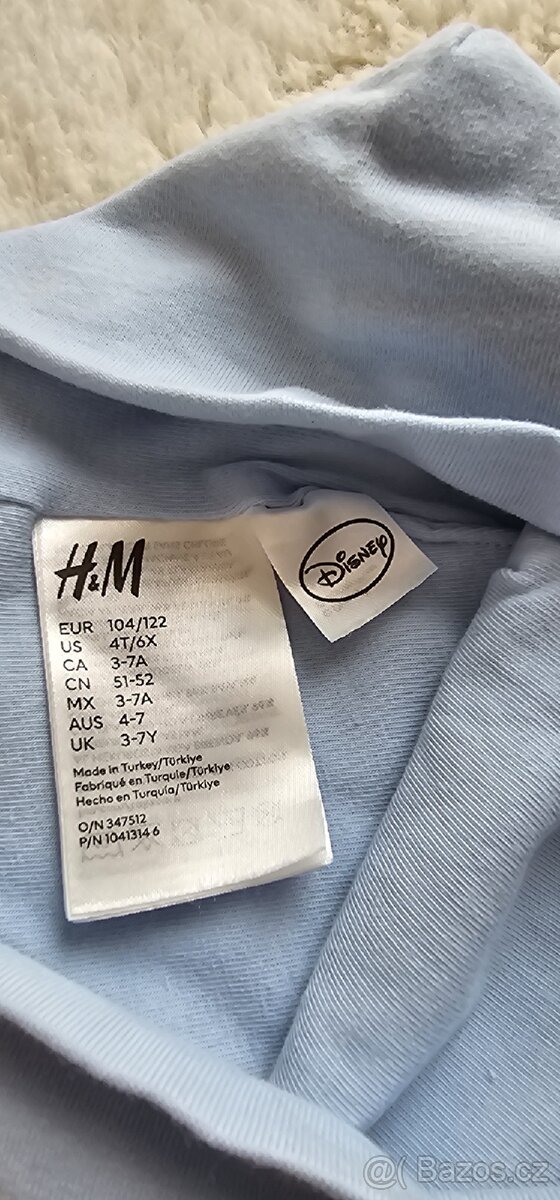 H&M
Disney
EUR 104/122
US 4T/6X
CA 3-7A
CN 51-52
MX 3-7A
AUS 4-7
UK 3-7Y
Made in Turkey/Türkiye
Fabriqué en Turquie/Türkiye
Hecho en Turquía/Türkiye
O/N 347512
P/N 1041314 6
@( Bazos.cz